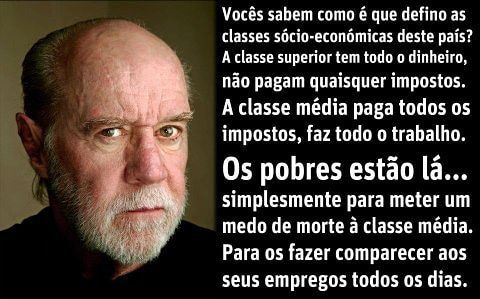 Vocês sabem como é que defino as
classes sócio-económicas deste país?
A classe superior tem todo o dinheiro,
não pagam quaisquer impostos.
A classe média paga todos os
impostos, faz todo o trabalho.
Os pobres estão lá...
simplesmente para meter um
medo de morte à classe média.
Para os fazer comparecer aos
seus empregos todos os dias.